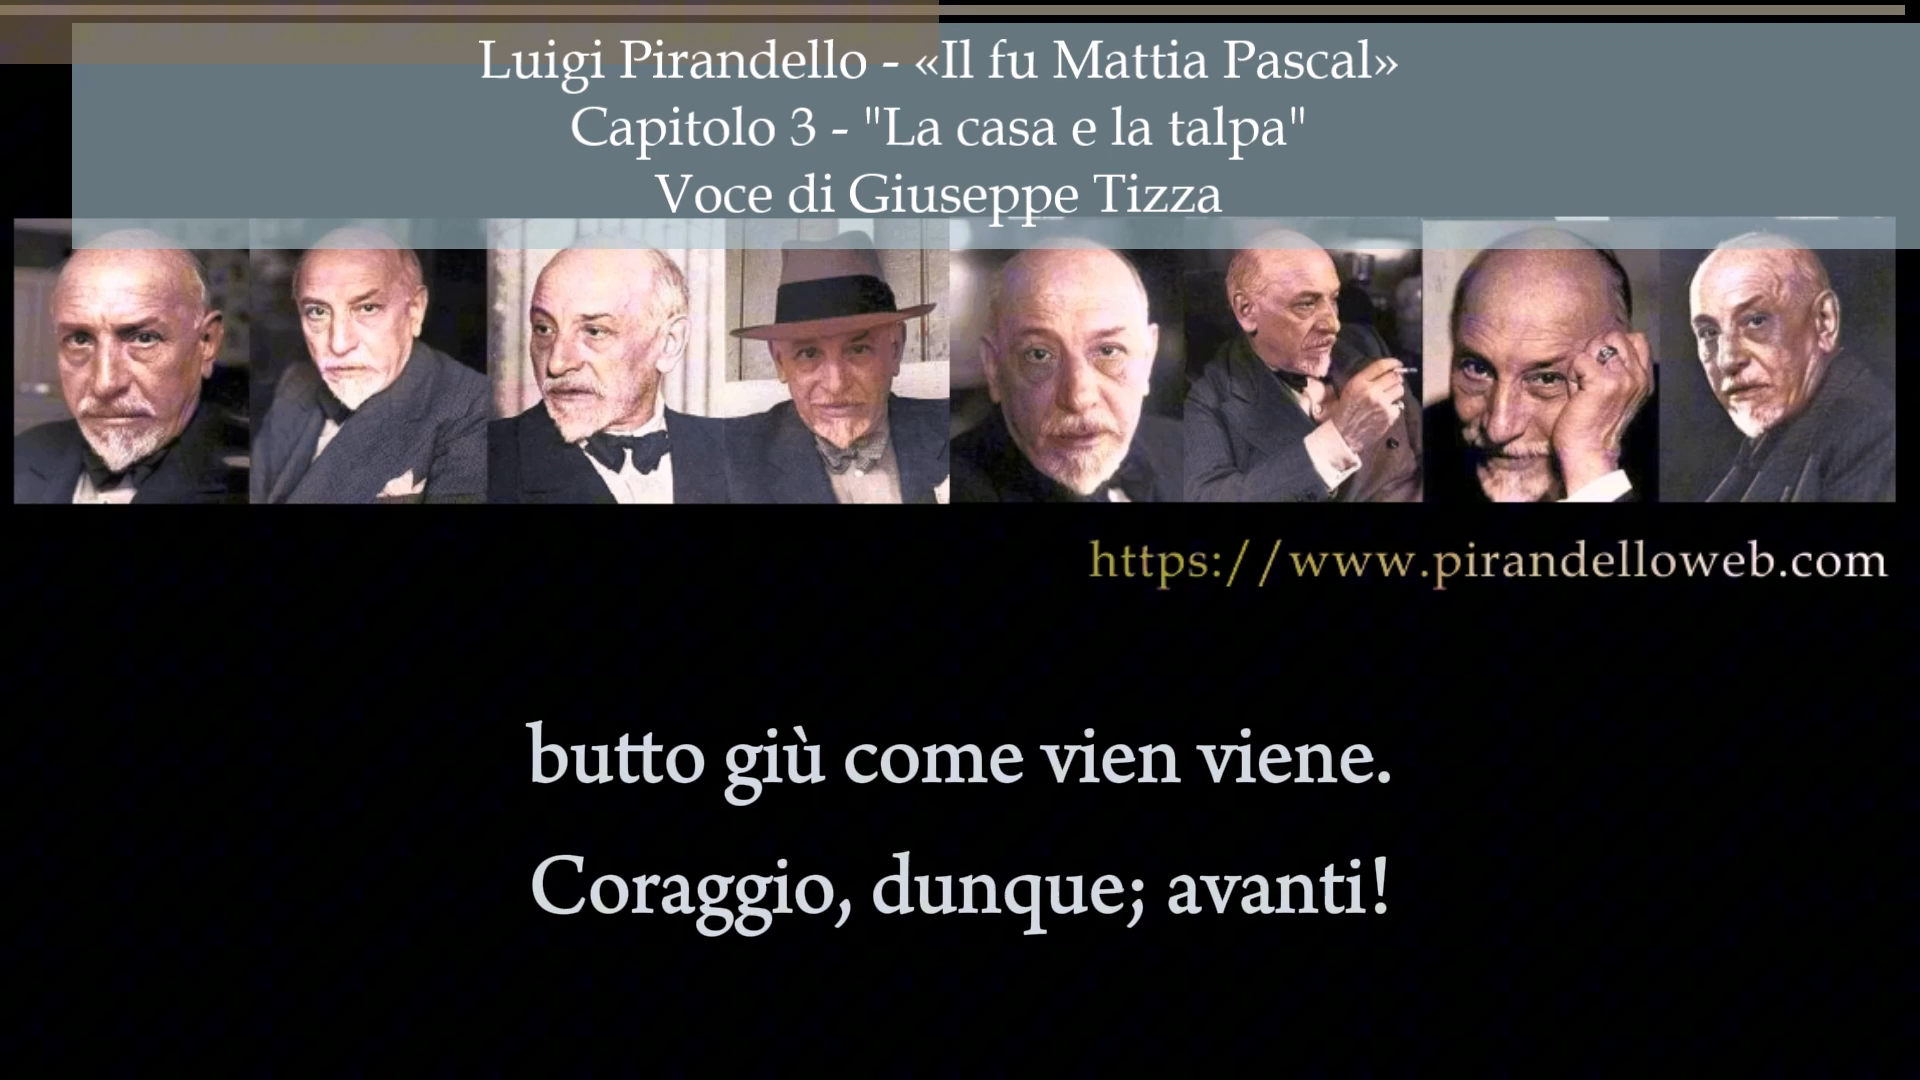 Luigi Pirandello - «Il fu Mattia Pascal»
Capitolo 3 - "La casa e la talpa"
Voce di Giuseppe Tizza
https://www.pirandelloweb.com
butto giù come vien viene.
Coraggio, dunque; avanti!